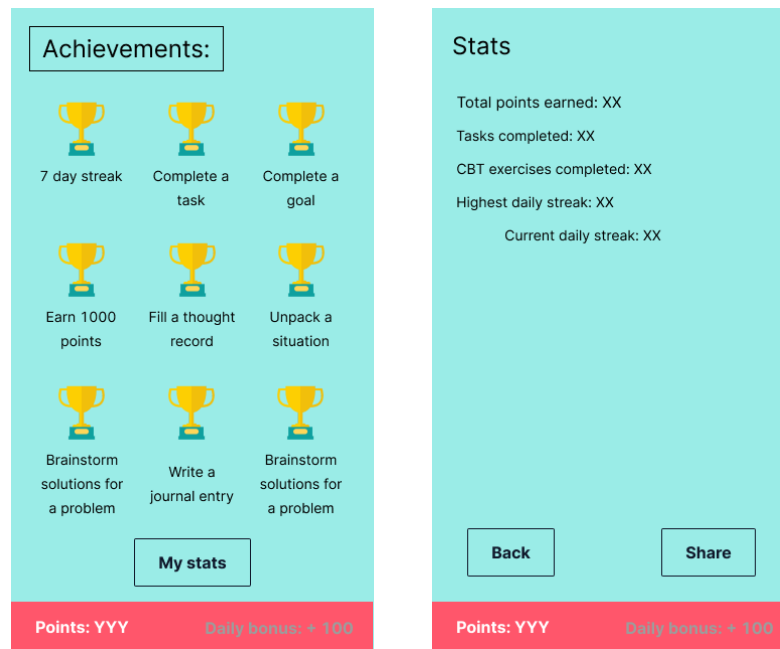 Achievements:
7 day streak
Complete a
task
Complete a
goal
Earn 1000
points
Fill a thought
record
Unpack a
situation
Brainstorm
solutions for
a problem
Write a
journal entry
Brainstorm
solutions for
a problem
My stats
Points: YYY
Daily bonus: + 100
Stats
Total points earned: XX
Tasks completed: XX
CBT exercises completed: XX
Highest daily streak: XX
Current daily streak: XX
Back
Share
Points: YYY
Daily bonus: + 100